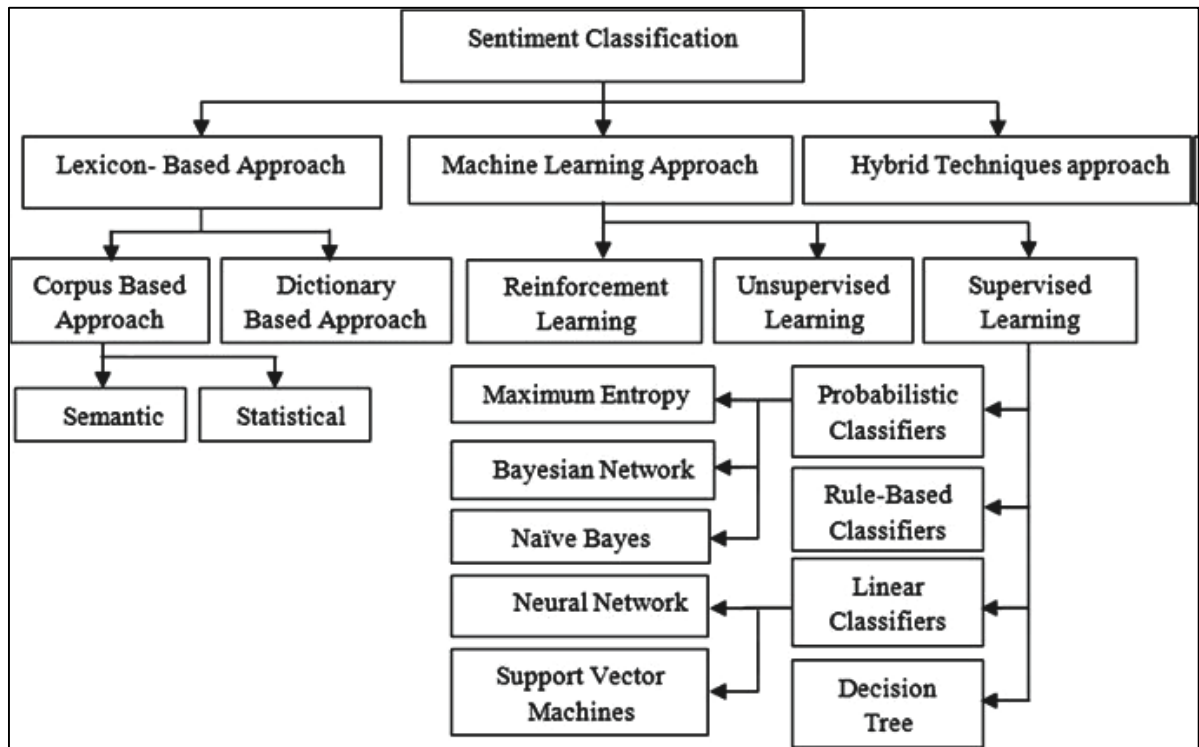 Sentiment Classification
Lexicon- Based Approach
Machine Learning Approach
Hybrid Techniques approach
Corpus Based
Approach
Dictionary
Based Approach
Reinforcement
Learning
Unsupervised
Learning
Supervised
Learning
Semantic
Statistical
Maximum Entropy
Probabilistic
Classifiers
Bayesian Network
Rule-Based
Classifiers
Naïve Bayes
Neural Network
Linear
Classifiers
Support Vector
Machines
Decision
Tree